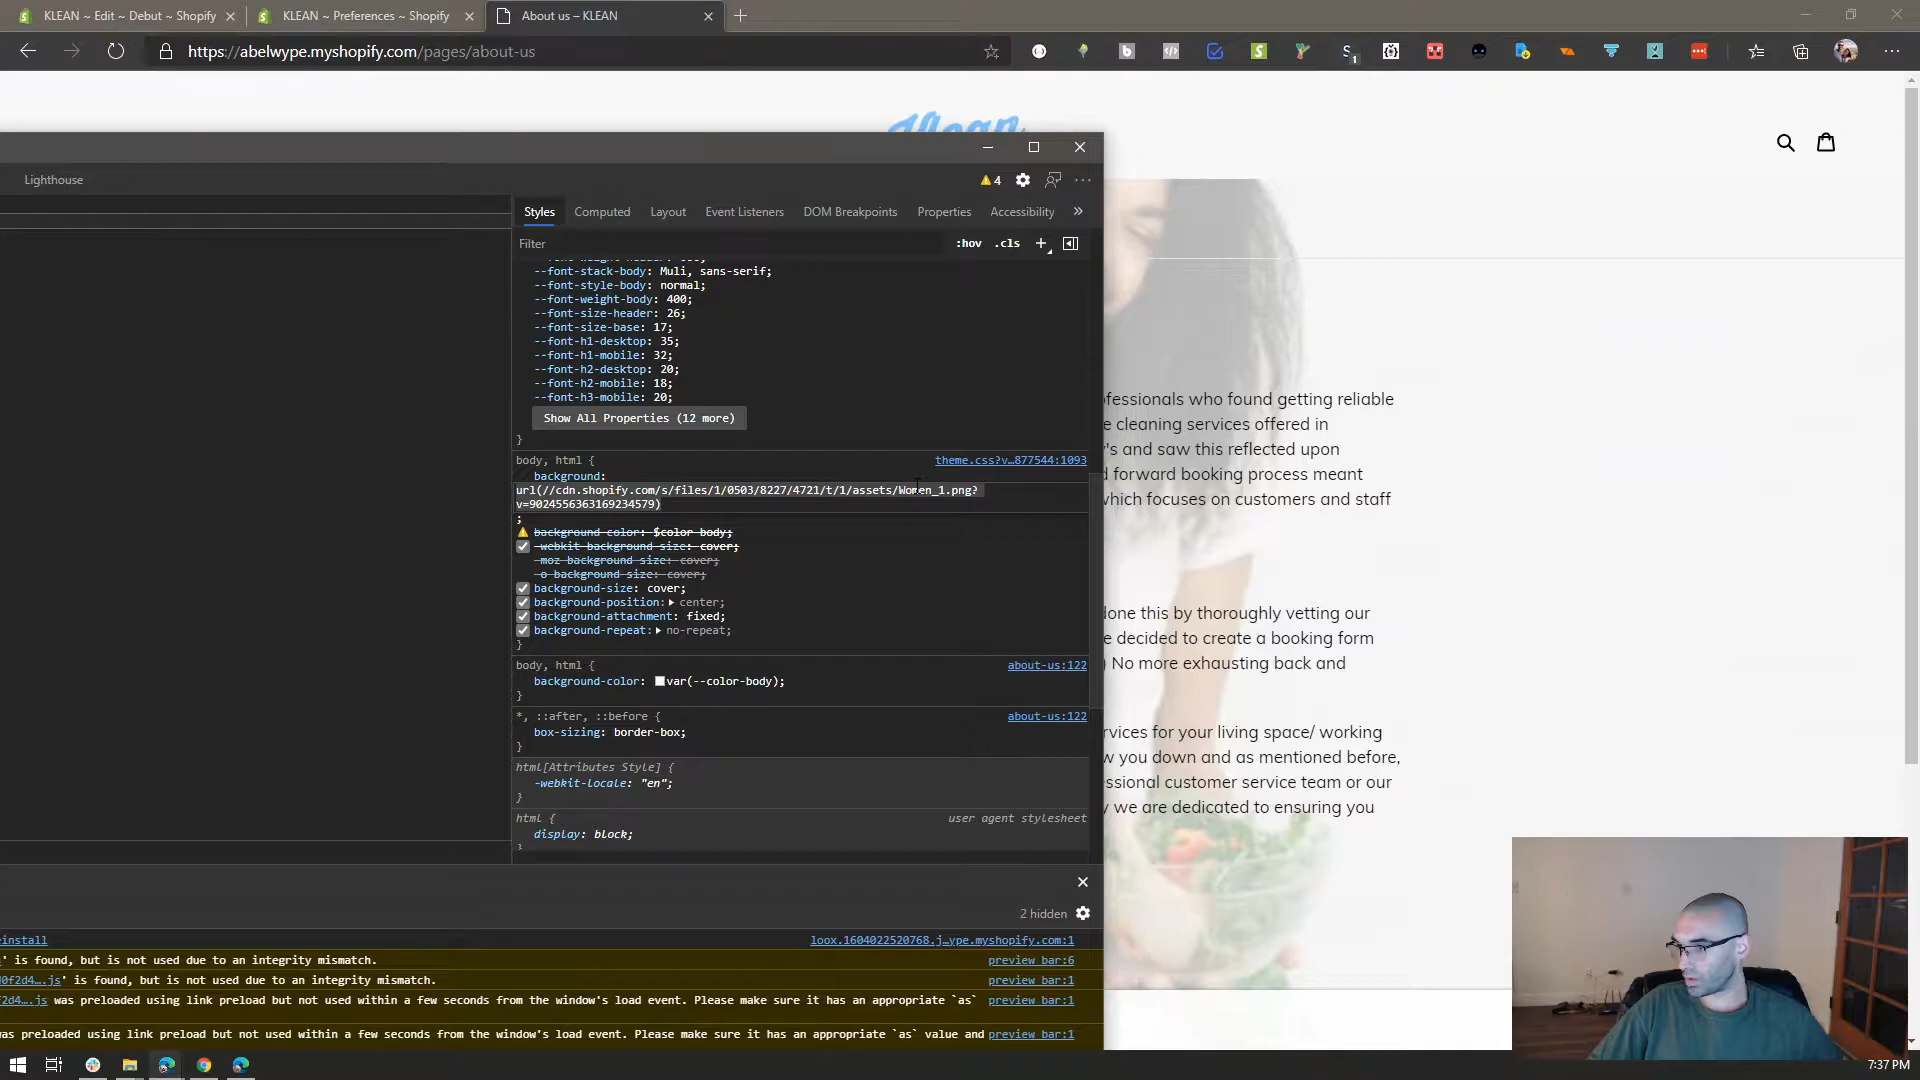 KLEAN ~ Edit ~ Debut ~ Shopify
KLEAN ~ Preferences ~ Shopify
About us – KLEAN
https://abelwype.myshopify.com/pages/about-us
Klean
Lighthouse
4
Styles Computed Layout Event Listeners DOM Breakpoints Properties Accessibility
Filter
:hov .cls +
--font-stack-body: Muli, sans-serif;
--font-style-body: normal;
--font-weight-body: 400;
--font-size-header: 26;
--font-size-base: 17;
--font-h1-desktop: 35;
--font-h1-mobile: 32;
--font-h2-desktop: 20;
--font-h2-mobile: 18;
--font-h3-mobile: 20;
Show All Properties (12 more)
}
body, html { theme.css?v…877544:1093
background:
url(//cdn.shopify.com/s/files/1/0503/8227/4721/t/1/assets/Women_1.png?
v=9024556363169234579)
;
background-color: $color-body;
-webkit-background-size: cover;
-moz-background-size: cover;
-o-background-size: cover;
background-size: cover;
background-position: center;
background-attachment: fixed;
background-repeat: no-repeat;
}
body, html { about-us:122
background-color: var(--color-body);
}
*, ::after, ::before { about-us:122
box-sizing: border-box;
}
html[Attributes Style] {
-webkit-locale: "en";
}
html { user agent stylesheet
display: block;
}
2 hidden
einstall loox.1604022520768.j…ype.myshopify.com:1
' is found, but is not used due to an integrity mismatch. preview_bar:6
0f2d4….js' is found, but is not used due to an integrity mismatch. preview_bar:1
f2d4….js was preloaded using link preload but not used within a few seconds from the window's load event. Please make sure it has an appropriate `as` preview_bar:1
was preloaded using link preload but not used within a few seconds from the window's load event. Please make sure it has an appropriate `as` value and preview_bar:1
ofessionals who found getting reliable
e cleaning services offered in
y's and saw this reflected upon
d forward booking process meant
which focuses on customers and staff
done this by thoroughly vetting our
e decided to create a booking form
) No more exhausting back and
rvices for your living space/ working
w you down and as mentioned before,
essional customer service team or our
y we are dedicated to ensuring you
7:37 PM